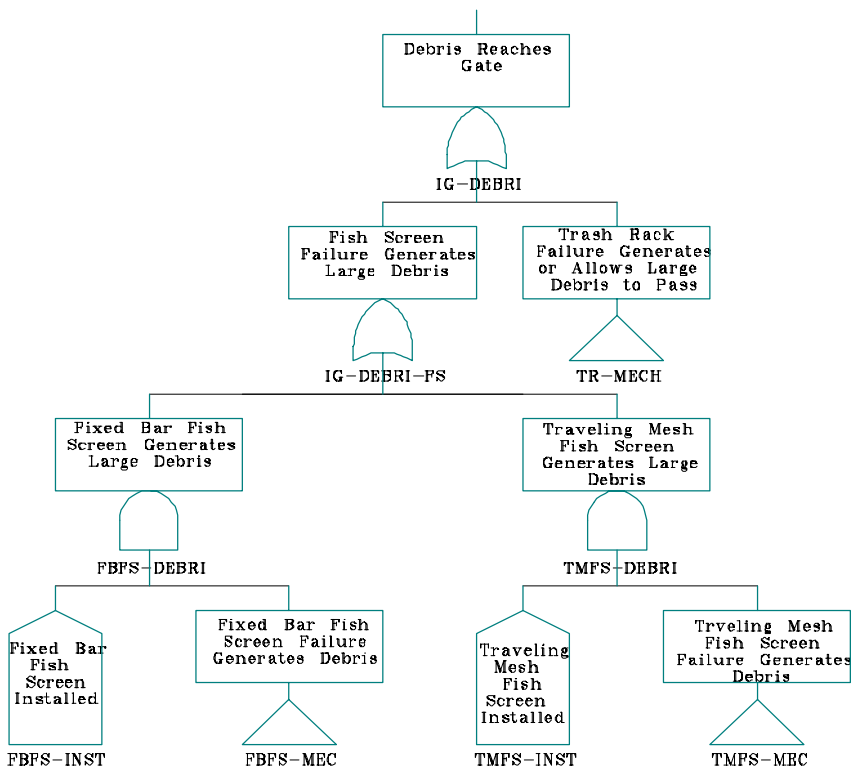 Debris Reaches
Gate
IG-DEBRI
Fish Screen
Failure Generates
Large Debris
Trash Rack
Failure Generates
or Allows Large
Debris to Pass
IG-DEBRI-FS
TR-MECH
Fixed Bar Fish
Screen Generates
Large Debris
Traveling Mesh
Fish Screen
Generates Large
Debris
FBFS-DEBRI
TMFS-DEBRI
Fixed Bar
Fish
Screen
Installed
Fixed Bar Fish
Screen Failure
Generates Debris
Traveling
Mesh
Fish
Screen
Installed
Trveling Mesh
Fish Screen
Failure Generates
Debris
FBFS-INST
FBFS-MEC
TMFS-INST
TMFS-MEC